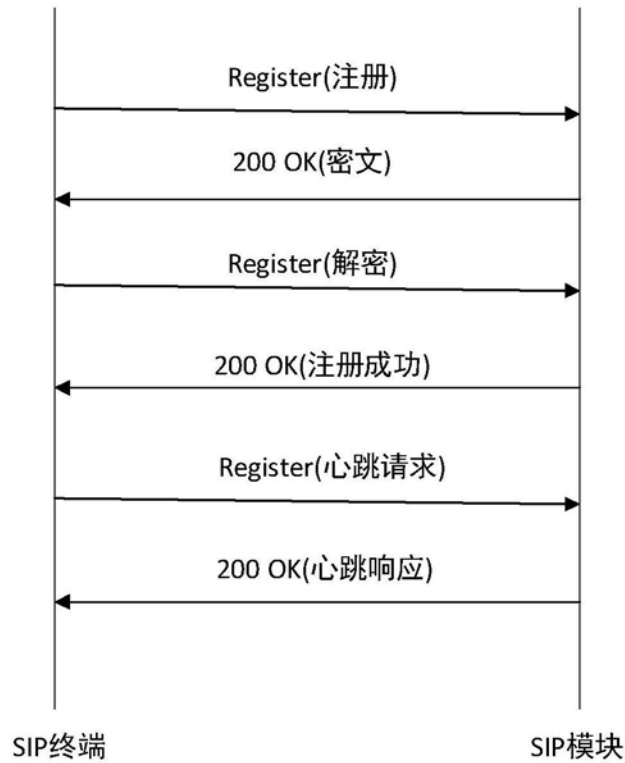 Register(注册)
200 OK(密文)
Register(解密)
200 OK(注册成功)
Register(心跳请求)
200 OK(心跳响应)
SIP终端
SIP模块